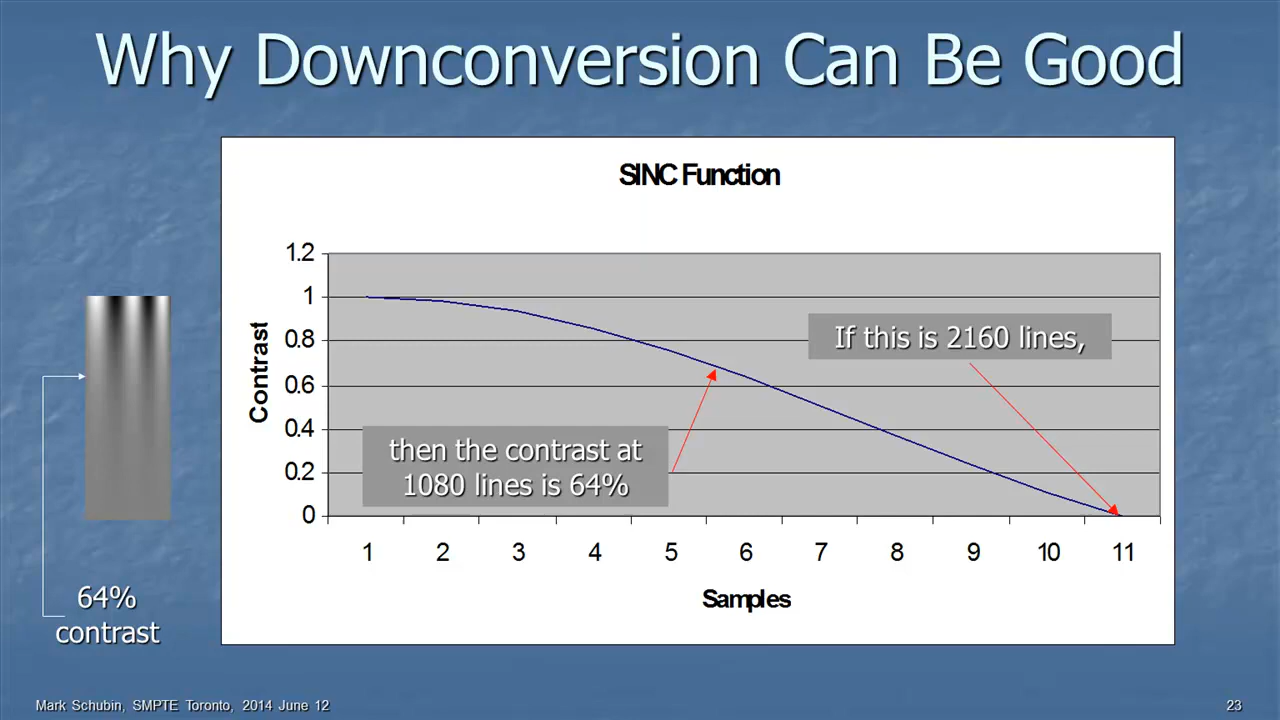 Why Downconversion Can Be Good
SINC Function
1.2
1
0.8
0.6
0.4
0.2
0
Contrast
If this is 2160 lines,
then the contrast at
1080 lines is 64%
1 2 3 4 5 6 7 8 9 10 11
Samples
64%
contrast
Mark Schubin, SMPTE Toronto, 2014 June 12
23